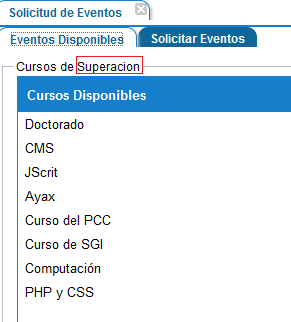 Solicitud de Eventos
Eventos Disponibles Solicitar Eventos
Cursos de Superacion
Cursos Disponibles
Doctorado
CMS
JScrit
Ayax
Curso del PCC
Curso de SGI
Computación
PHP y CSS